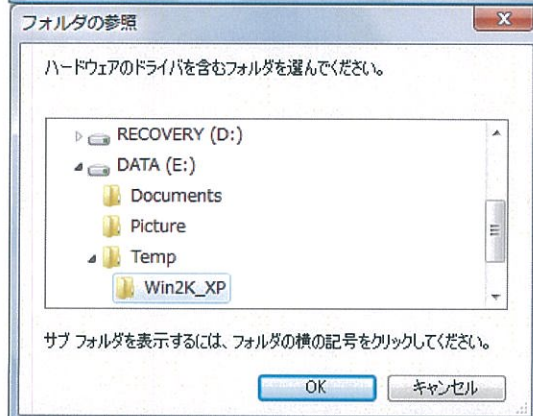 フォルダの参照
ハードウェアのドライバを含むフォルダを選んでください。
RECOVERY (D:)
DATA (E:)
Documents
Picture
Temp
Win2K_XP
サブ フォルダを表示するには、フォルダの横の記号をクリックしてください。
OK
キャンセル